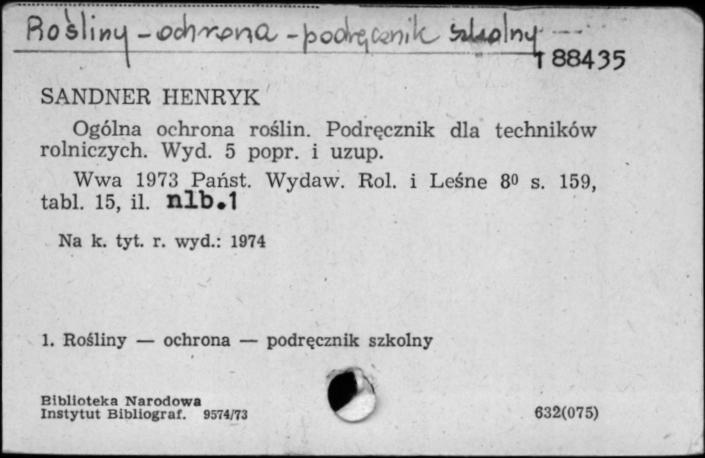 Rośliny - ochrona - podręcznik szkolny
188435
SANDNER HENRYK
Ogólna ochrona roślin. Podręcznik dla techników
rolniczych. Wyd. 5 popr. i uzup.
Wwa 1973 Państ. Wydaw. Rol. i Leśne 8⁰ s. 159,
tabl. 15, il. nlb.1
Na k. tyt. r. wyd.: 1974
1. Rośliny — ochrona — podręcznik szkolny
Biblioteka Narodowa
Instytut Bibliograf. 9574/73
632(075)